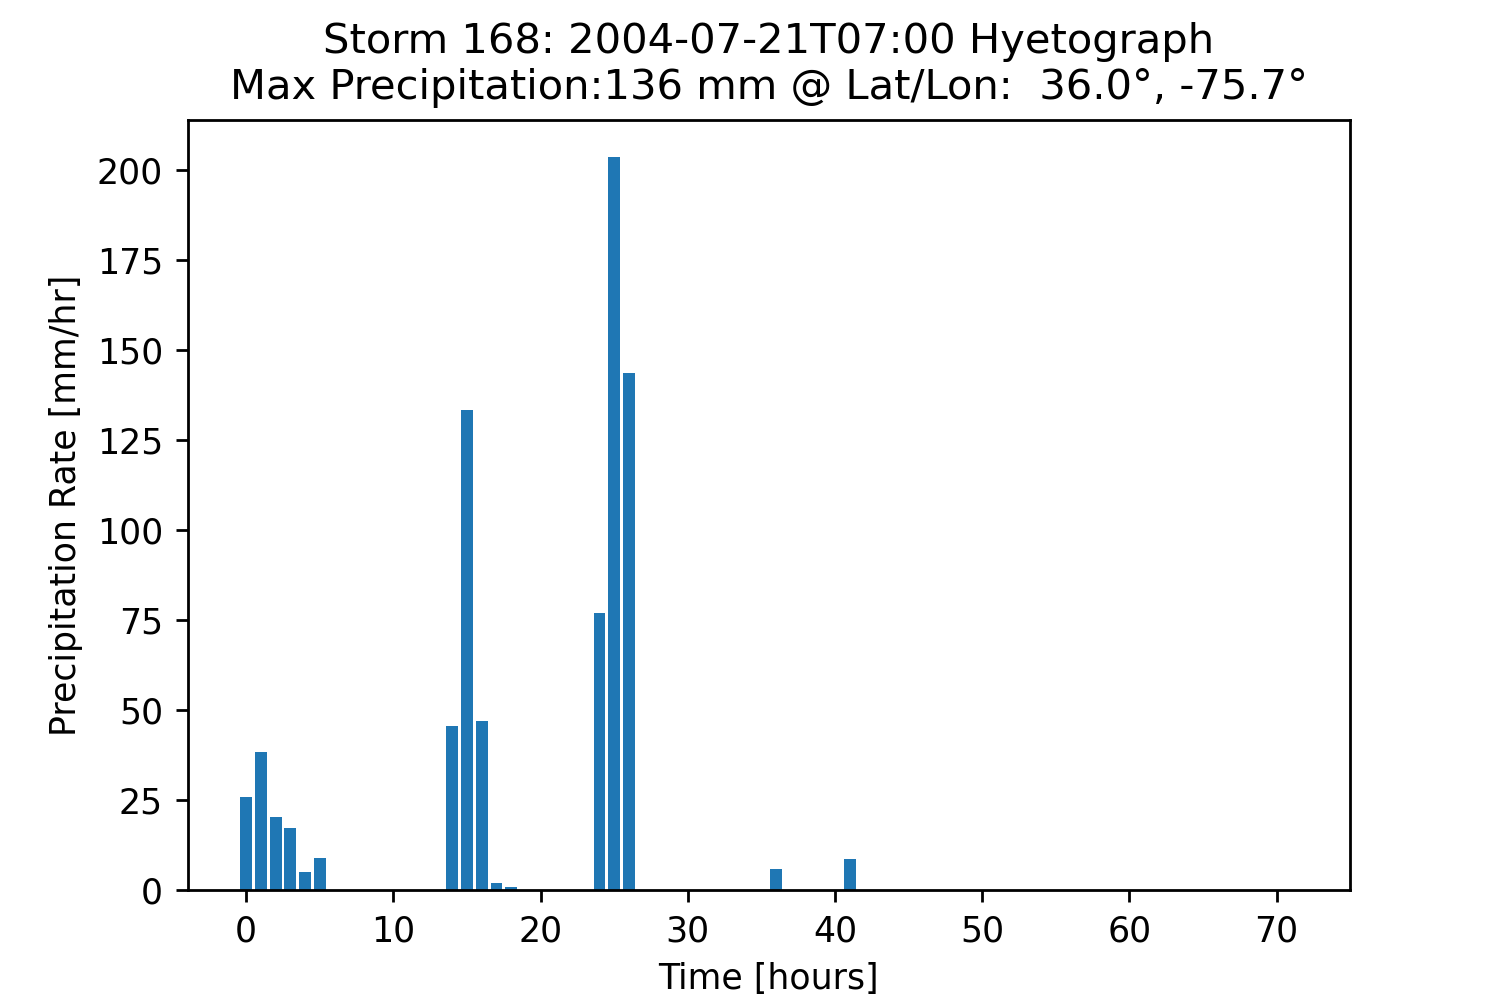 Storm 168: 2004-07-21T07:00 Hyetograph
Max Precipitation:136 mm @ Lat/Lon:  36.0°, -75.7°
Precipitation Rate [mm/hr]
200
175
150
125
100
75
50
25
0
0 10 20 30 40 50 60 70
Time [hours]